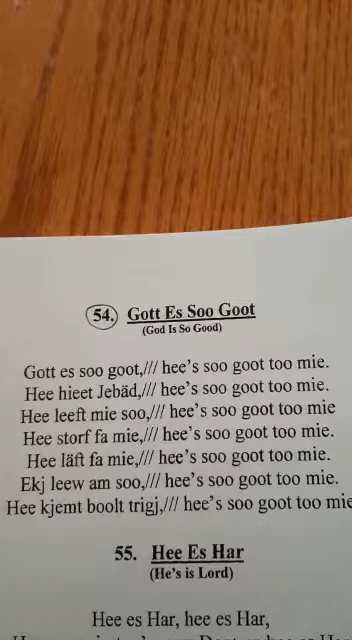 54. Gott Es Soo Goot
(God Is So Good)
Gott es soo goot,/// hee's soo goot too mie.
Hee hieet Jebäd,/// hee's soo goot too mie.
Hee leeft mie soo,/// hee's soo goot too mie
Hee storf fa mie,/// hee's soo goot too mie.
Hee läft fa mie,/// hee's soo goot too mie.
Ekj leew am soo,/// hee's soo goot too mie.
Hee kjemt boolt trigj,/// hee's soo goot too mie
55. Hee Es Har
(He's is Lord)
Hee es Har, hee es Har,